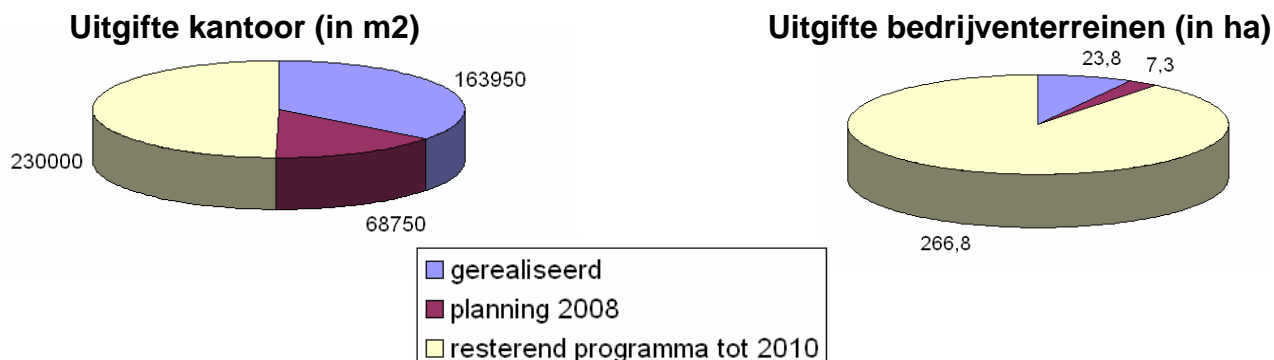 Uitgifte kantoor (in m2)
163950
230000
68750
Uitgifte bedrijventerreinen (in ha)
23,8
7,3
266,8
gerealiseerd
planning 2008
resterend programma tot 2010